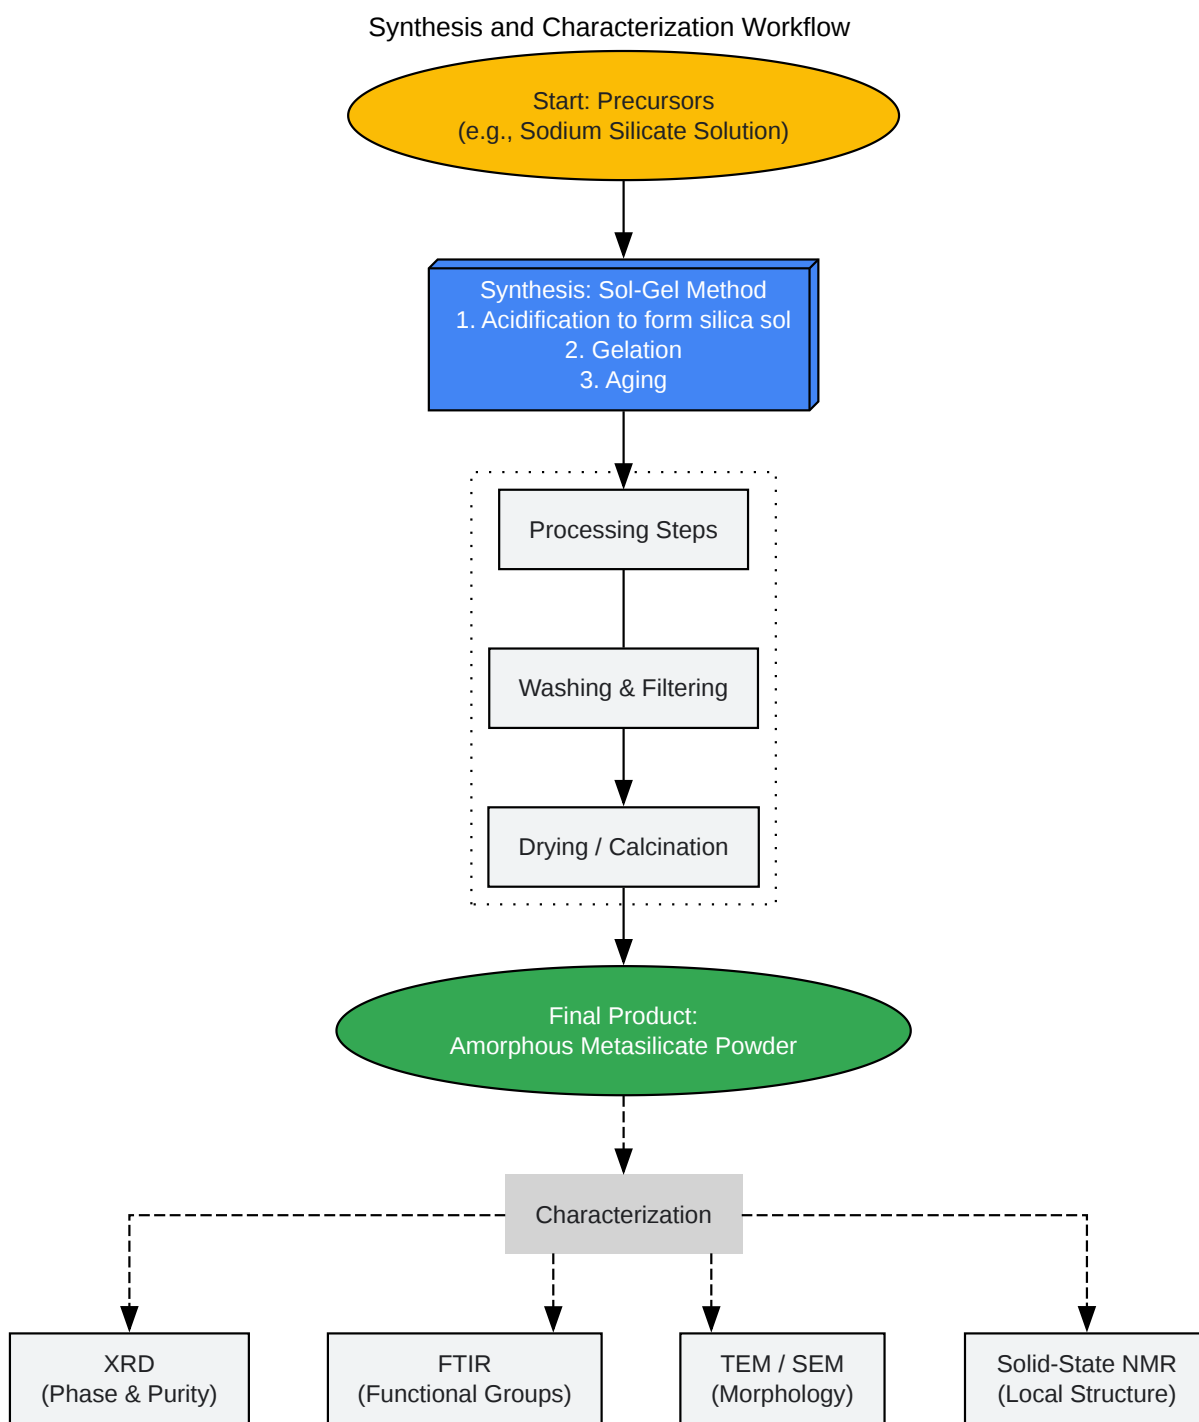 Synthesis and Characterization Workflow
Start: Precursors
(e.g., Sodium Silicate Solution)
Synthesis: Sol-Gel Method
1. Acidification to form silica sol
2. Gelation
3. Aging
Processing Steps
Washing & Filtering
Drying / Calcination
Final Product:
Amorphous Metasilicate Powder
Characterization
XRD
(Phase & Purity)
FTIR
(Functional Groups)
TEM / SEM
(Morphology)
Solid-State NMR
(Local Structure)